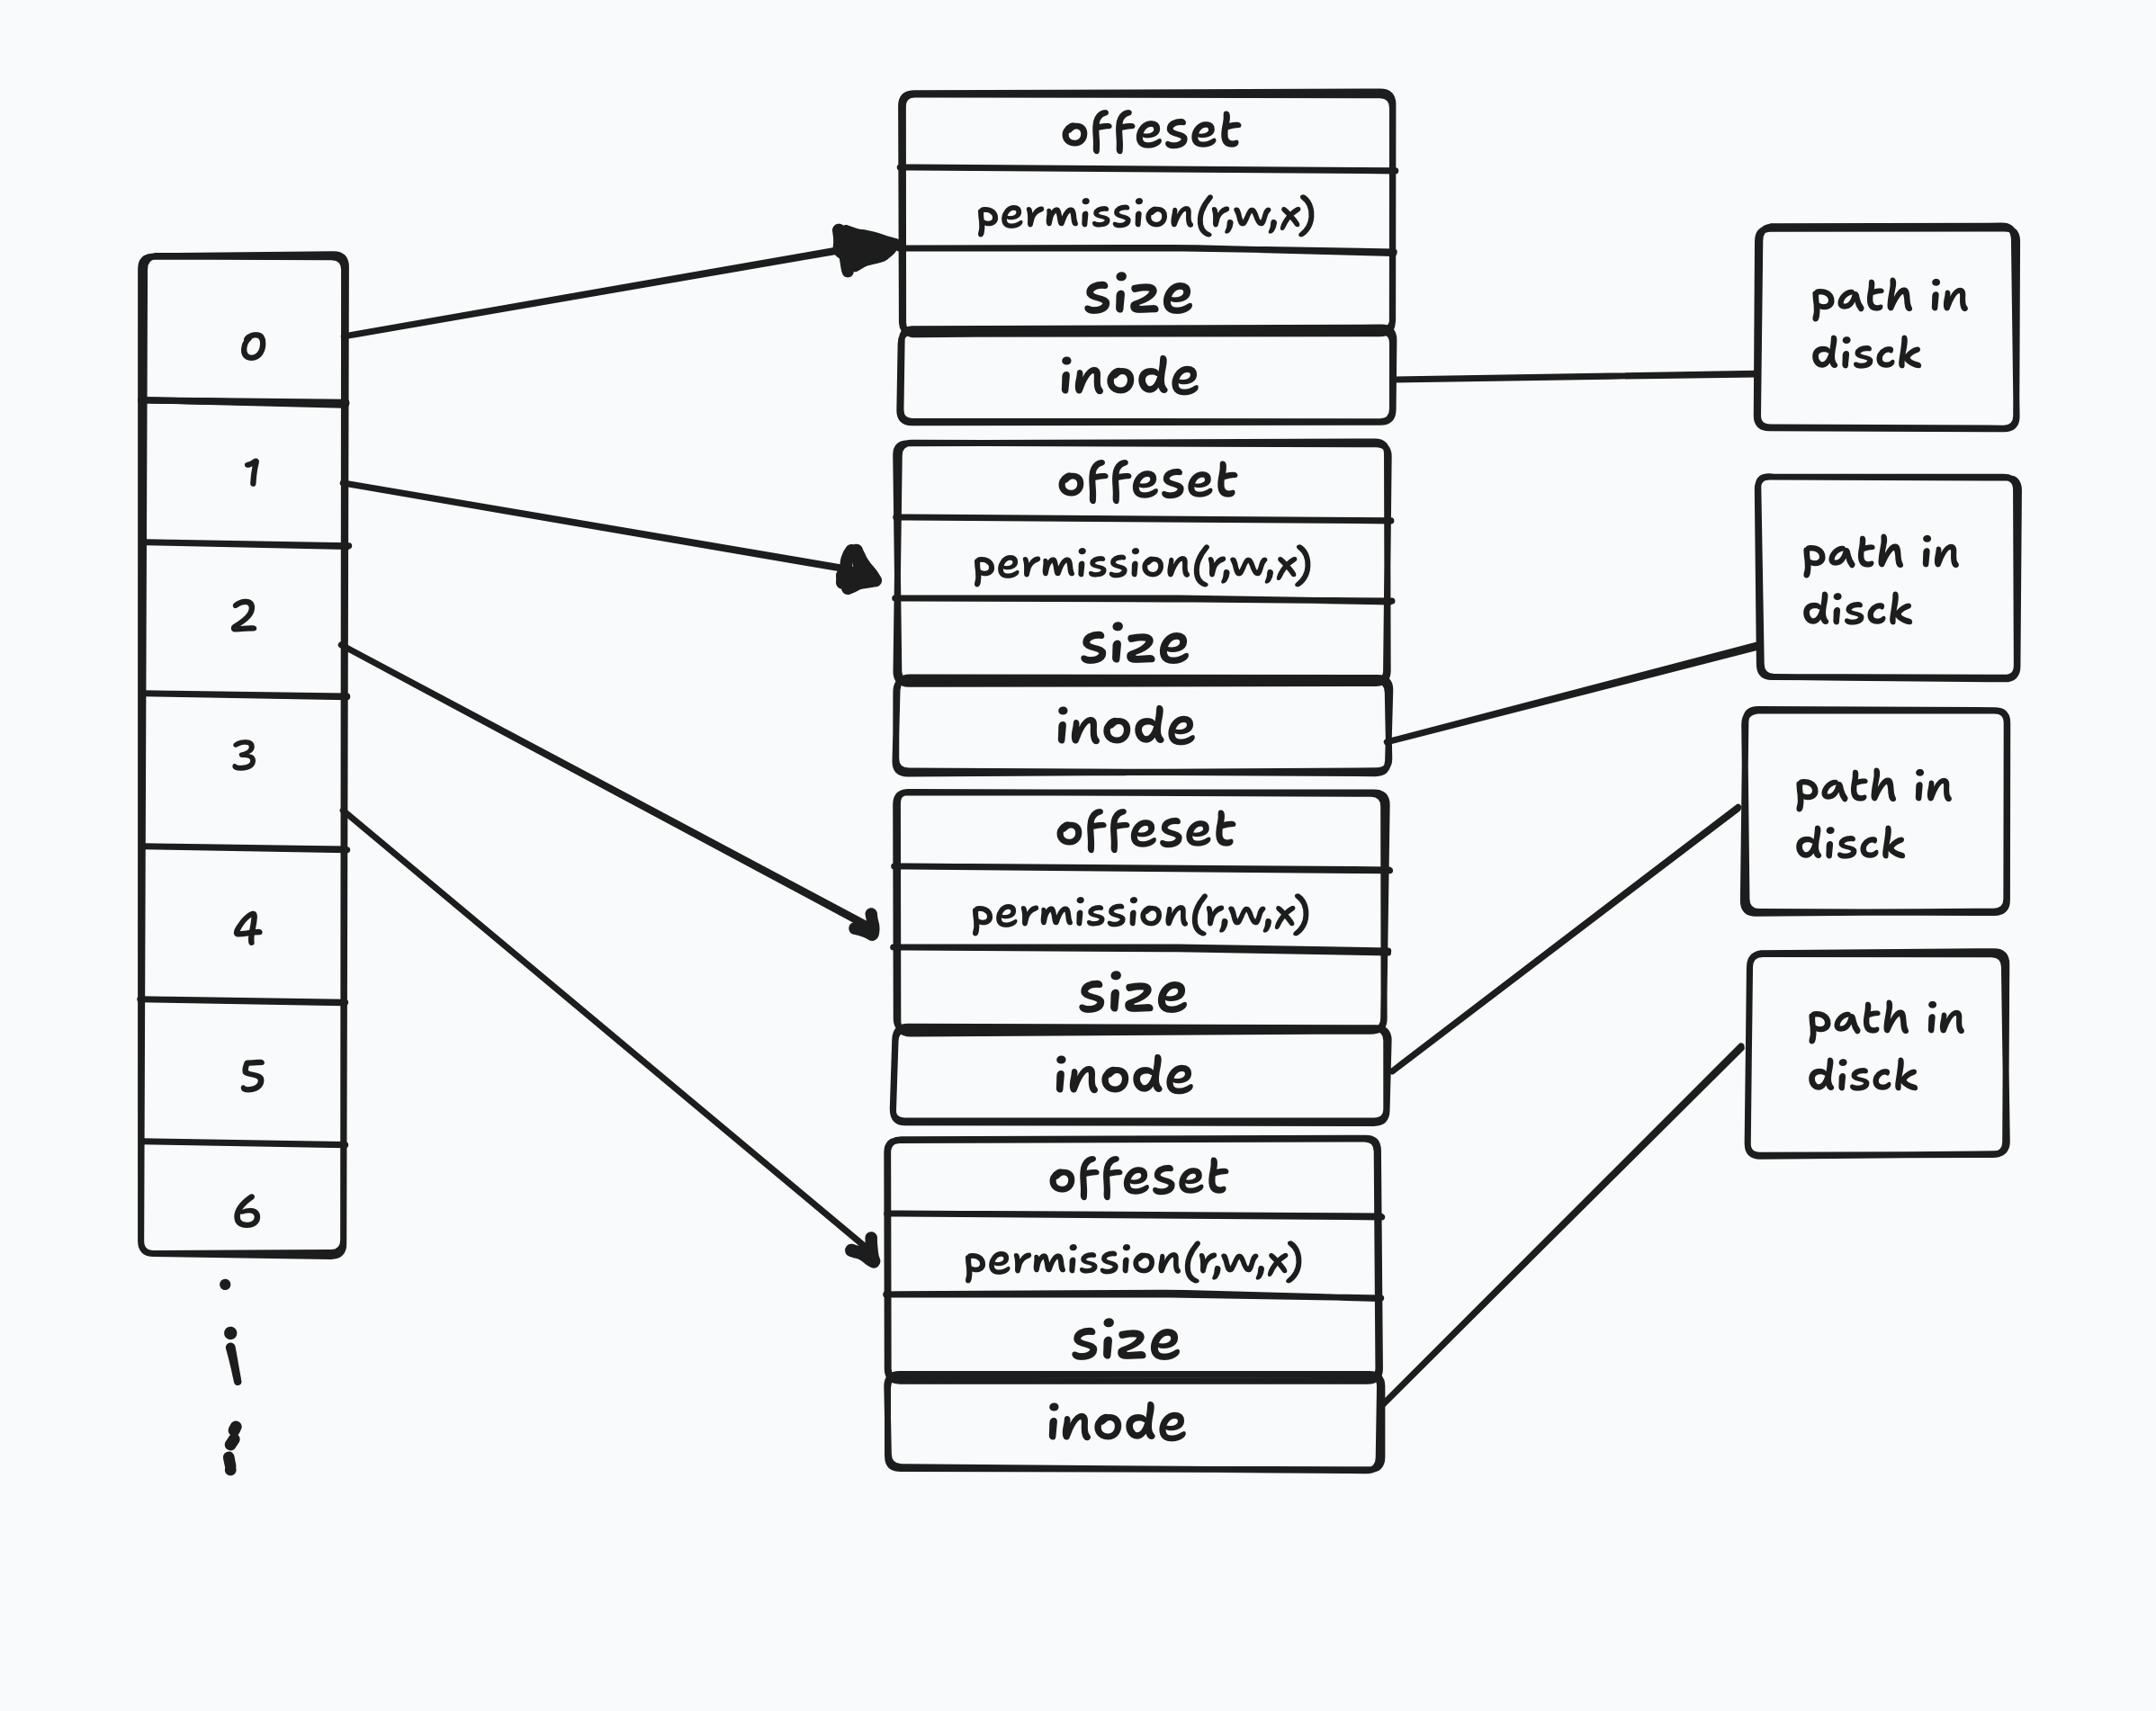 0
1
2
3
4
5
6
offeset
permission(r,w,x)
size
inode
offeset
permission(r,w,x)
size
inode
offeset
permission(r,w,x)
size
inode
offeset
permission(r,w,x)
size
inode
path in
disck
path in
disck
path in
disck
path in
disck